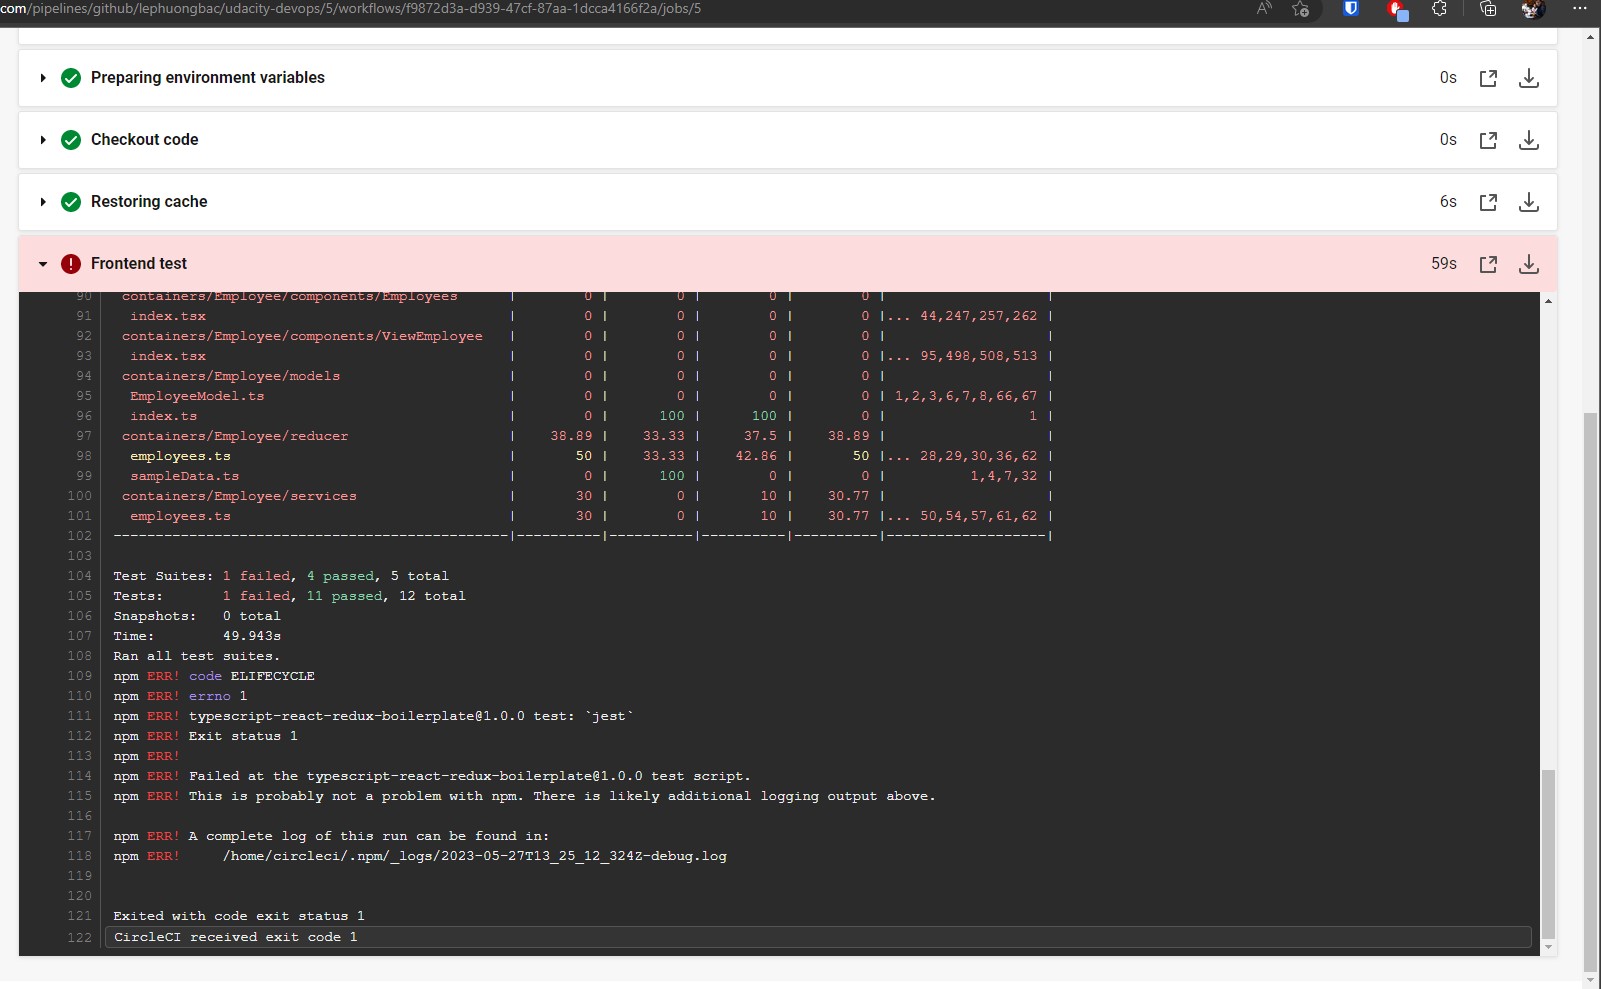 com/pipelines/github/lephuongbac/udacity-devops/5/workflows/f9872d3a-d939-47cf-87aa-1dcca4166f2a/jobs/5
Preparing environment variables 0s
Checkout code 0s
Restoring cache 6s
Frontend test 59s
90 containers/Employee/components/Employees | 0 | 0 | 0 | 0 | |
91 index.tsx | 0 | 0 | 0 | 0 |... 44,247,257,262 |
92 containers/Employee/components/ViewEmployee | 0 | 0 | 0 | 0 | |
93 index.tsx | 0 | 0 | 0 | 0 |... 95,498,508,513 |
94 containers/Employee/models | 0 | 0 | 0 | 0 | |
95 EmployeeModel.ts | 0 | 0 | 0 | 0 | 1,2,3,6,7,8,66,67 |
96 index.ts | 0 | 100 | 100 | 0 | 1 |
97 containers/Employee/reducer | 38.89 | 33.33 | 37.5 | 38.89 | |
98 employees.ts | 50 | 33.33 | 42.86 | 50 |... 28,29,30,36,62 |
99 sampleData.ts | 0 | 100 | 0 | 0 | 1,4,7,32 |
100 containers/Employee/services | 30 | 0 | 10 | 30.77 | |
101 employees.ts | 30 | 0 | 10 | 30.77 |... 50,54,57,61,62 |
102 -----------------------------------------------|----------|----------|----------|----------|-------------------|
103
104 Test Suites: 1 failed, 4 passed, 5 total
105 Tests: 1 failed, 11 passed, 12 total
106 Snapshots: 0 total
107 Time: 49.943s
108 Ran all test suites.
109 npm ERR! code ELIFECYCLE
110 npm ERR! errno 1
111 npm ERR! typescript-react-redux-boilerplate@1.0.0 test: `jest`
112 npm ERR! Exit status 1
113 npm ERR!
114 npm ERR! Failed at the typescript-react-redux-boilerplate@1.0.0 test script.
115 npm ERR! This is probably not a problem with npm. There is likely additional logging output above.
116
117 npm ERR! A complete log of this run can be found in:
118 npm ERR! /home/circleci/.npm/_logs/2023-05-27T13_25_12_324Z-debug.log
119
120
121 Exited with code exit status 1
122 CircleCI received exit code 1